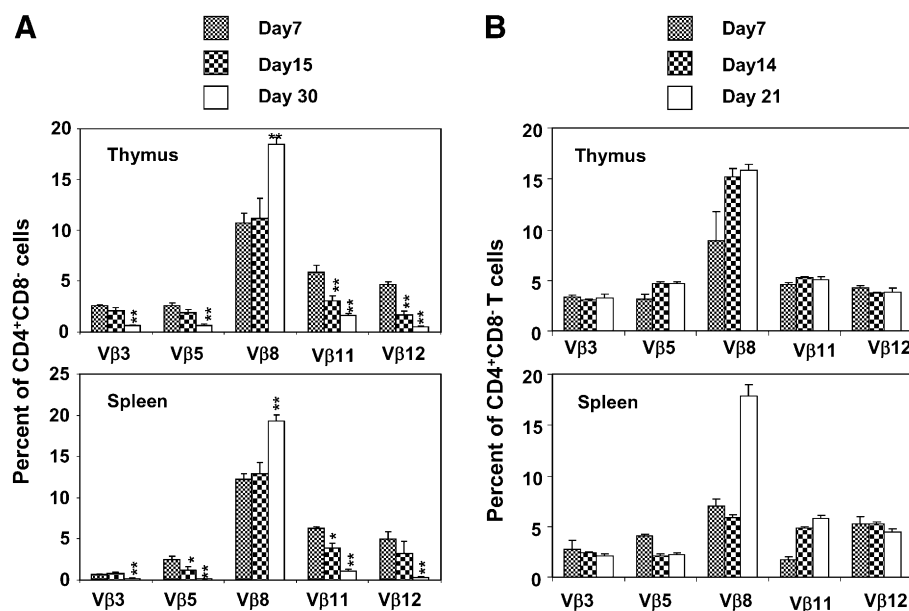 A
Day7
Day15
Day 30
Percent of CD4⁺CD8⁻ cells
20
15
10
5
0
Thymus
**
**
**
**
**
**
**
Vβ3 Vβ5 Vβ8 Vβ11 Vβ12
25
20
15
10
5
0
Spleen
**
*
**
**
*
**
**
Vβ3 Vβ5 Vβ8 Vβ11 Vβ12
B
Day7
Day14
Day 21
Percent of CD4⁺CD8⁻ T cells
20
15
10
5
0
Thymus
Vβ3 Vβ5 Vβ8 Vβ11 Vβ12
20
15
10
5
0
Spleen
Vβ3 Vβ5 Vβ8 Vβ11 Vβ12